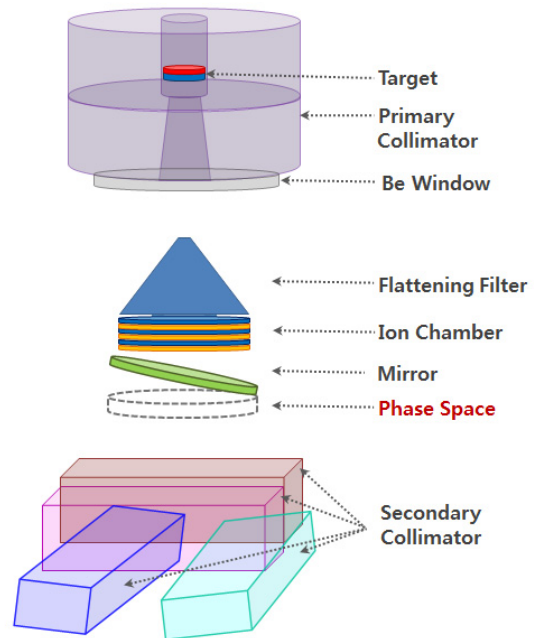 Target
Primary
Collimator
Be Window
Flattening Filter
Ion Chamber
Mirror
Phase Space
Secondary
Collimator